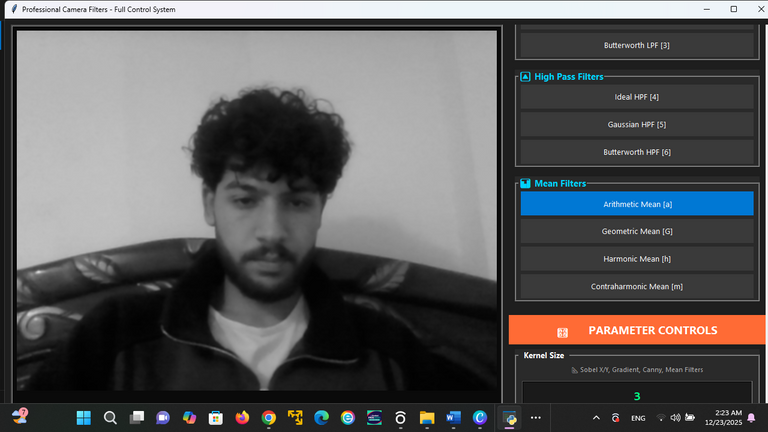 Professional Camera Filters - Full Control System
Butterworth LPF [3]
High Pass Filters
Ideal HPF [4]
Gaussian HPF [5]
Butterworth HPF [6]
Mean Filters
Arithmetic Mean [a]
Geometric Mean [G]
Harmonic Mean [h]
Contraharmonic Mean [m]
PARAMETER CONTROLS
Kernel Size
Sobel X/Y, Gradient, Canny, Mean Filters
3
ENG
2:23 AM
12/23/2025